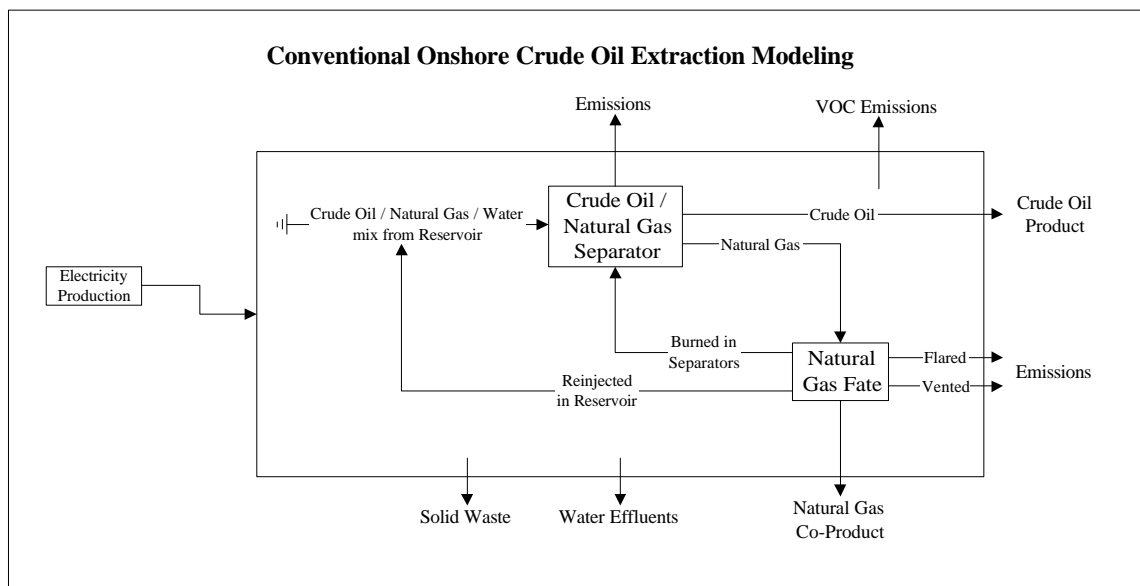 Conventional Onshore Crude Oil Extraction Modeling
Emissions
VOC Emissions
Crude Oil / Natural Gas / Water
mix from Reservoir
Crude Oil /
Natural Gas
Separator
Crude Oil
Crude Oil
Product
Natural Gas
Electricity
Production
Burned in
Separators
Natural
Gas Fate
Flared
Vented
Emissions
Reinjected
in Reservoir
Solid Waste
Water Effluents
Natural Gas
Co-Product